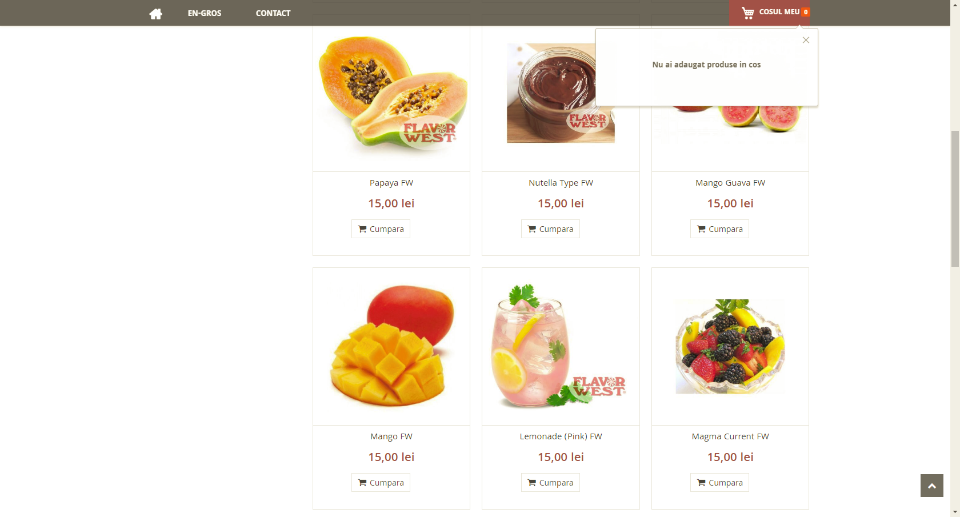 EN-GROS
CONTACT
COSUL MEU 0
Nu ai adaugat produse in cos
FLAVOR
WEST
FLAVOR
WEST
Papaya FW
15,00 lei
Cumpara
Nutella Type FW
15,00 lei
Cumpara
Mango Guava FW
15,00 lei
Cumpara
FLAVOR
WEST
Mango FW
15,00 lei
Cumpara
Lemonade (Pink) FW
15,00 lei
Cumpara
Magma Current FW
15,00 lei
Cumpara